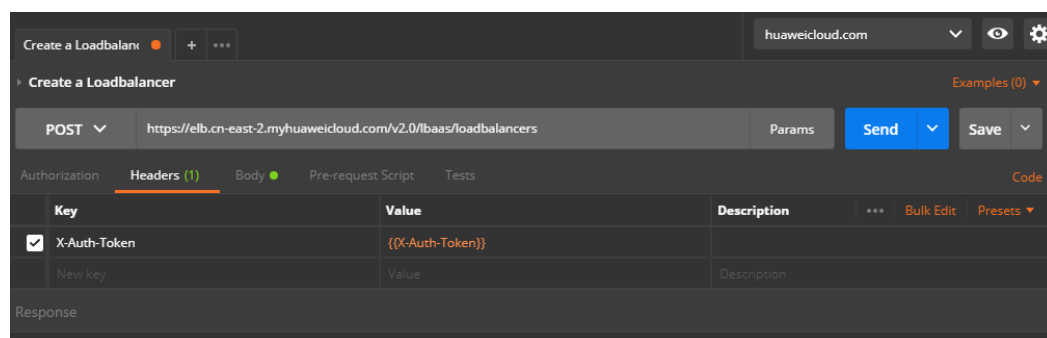 Create a Loadbalanc
+
huaweicloud.com
Create a Loadbalancer
Examples (0)
POST
https://elb.cn-east-2.myhuaweicloud.com/v2.0/lbaas/loadbalancers
Params
Send
Save
Authorization Headers (1) Body Pre-request Script Tests Code
Key Value Description Bulk Edit Presets
X-Auth-Token {{X-Auth-Token}}
New key Value Description
Response